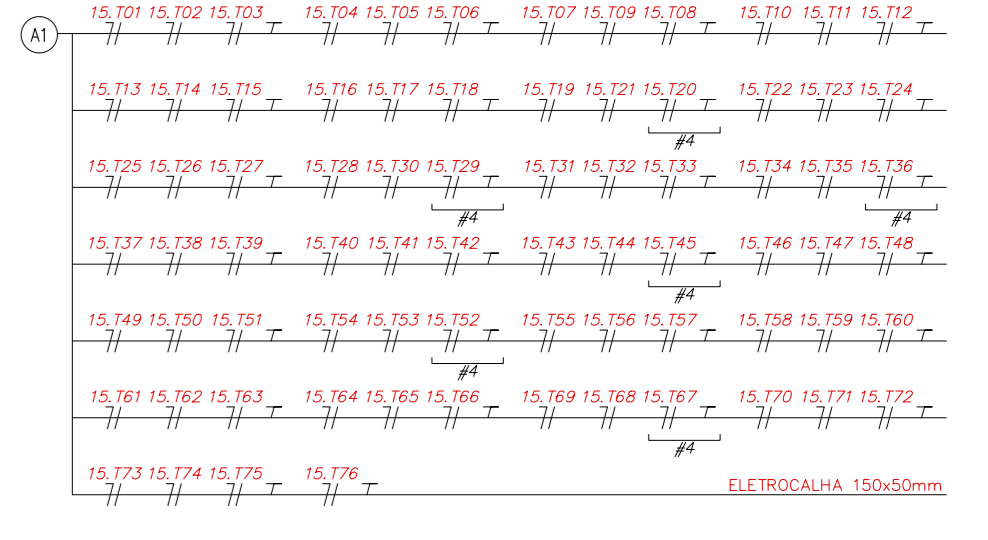 15.T01 15.T02 15.T03 15.T04 15.T05 15.T06 15.T07 15.T09 15.T08 15.T10 15.T11 15.T12
A1
15.T13 15.T14 15.T15 15.T16 15.T17 15.T18 15.T19 15.T21 15.T20 15.T22 15.T23 15.T24
#4
15.T25 15.T26 15.T27 15.T28 15.T30 15.T29 15.T31 15.T32 15.T33 15.T34 15.T35 15.T36
#4 #4
15.T37 15.T38 15.T39 15.T40 15.T41 15.T42 15.T43 15.T44 15.T45 15.T46 15.T47 15.T48
#4
15.T49 15.T50 15.T51 15.T54 15.T53 15.T52 15.T55 15.T56 15.T57 15.T58 15.T59 15.T60
#4
15.T61 15.T62 15.T63 15.T64 15.T65 15.T66 15.T69 15.T68 15.T67 15.T70 15.T71 15.T72
#4
15.T73 15.T74 15.T75 15.T76
ELETROCALHA 150x50mm